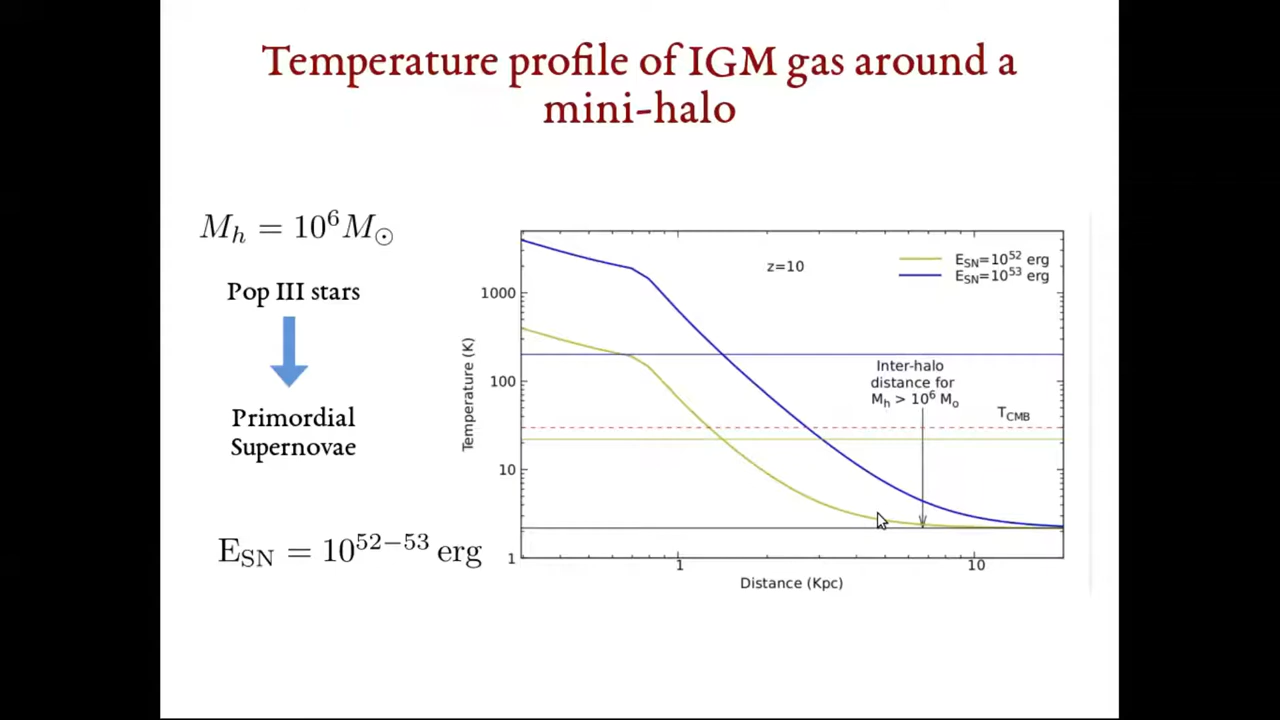 Temperature profile of IGM gas around a
mini-halo
M_h = 10^6 M_⊙
Pop III stars
Primordial
Supernovae
E_SN = 10^{52−53} erg
z=10
E_SN=10^52 erg
E_SN=10^53 erg
Inter-halo
distance for
M_h > 10^6 M_o
T_CMB
Temperature (K)
1000
100
10
1
1
10
Distance (Kpc)